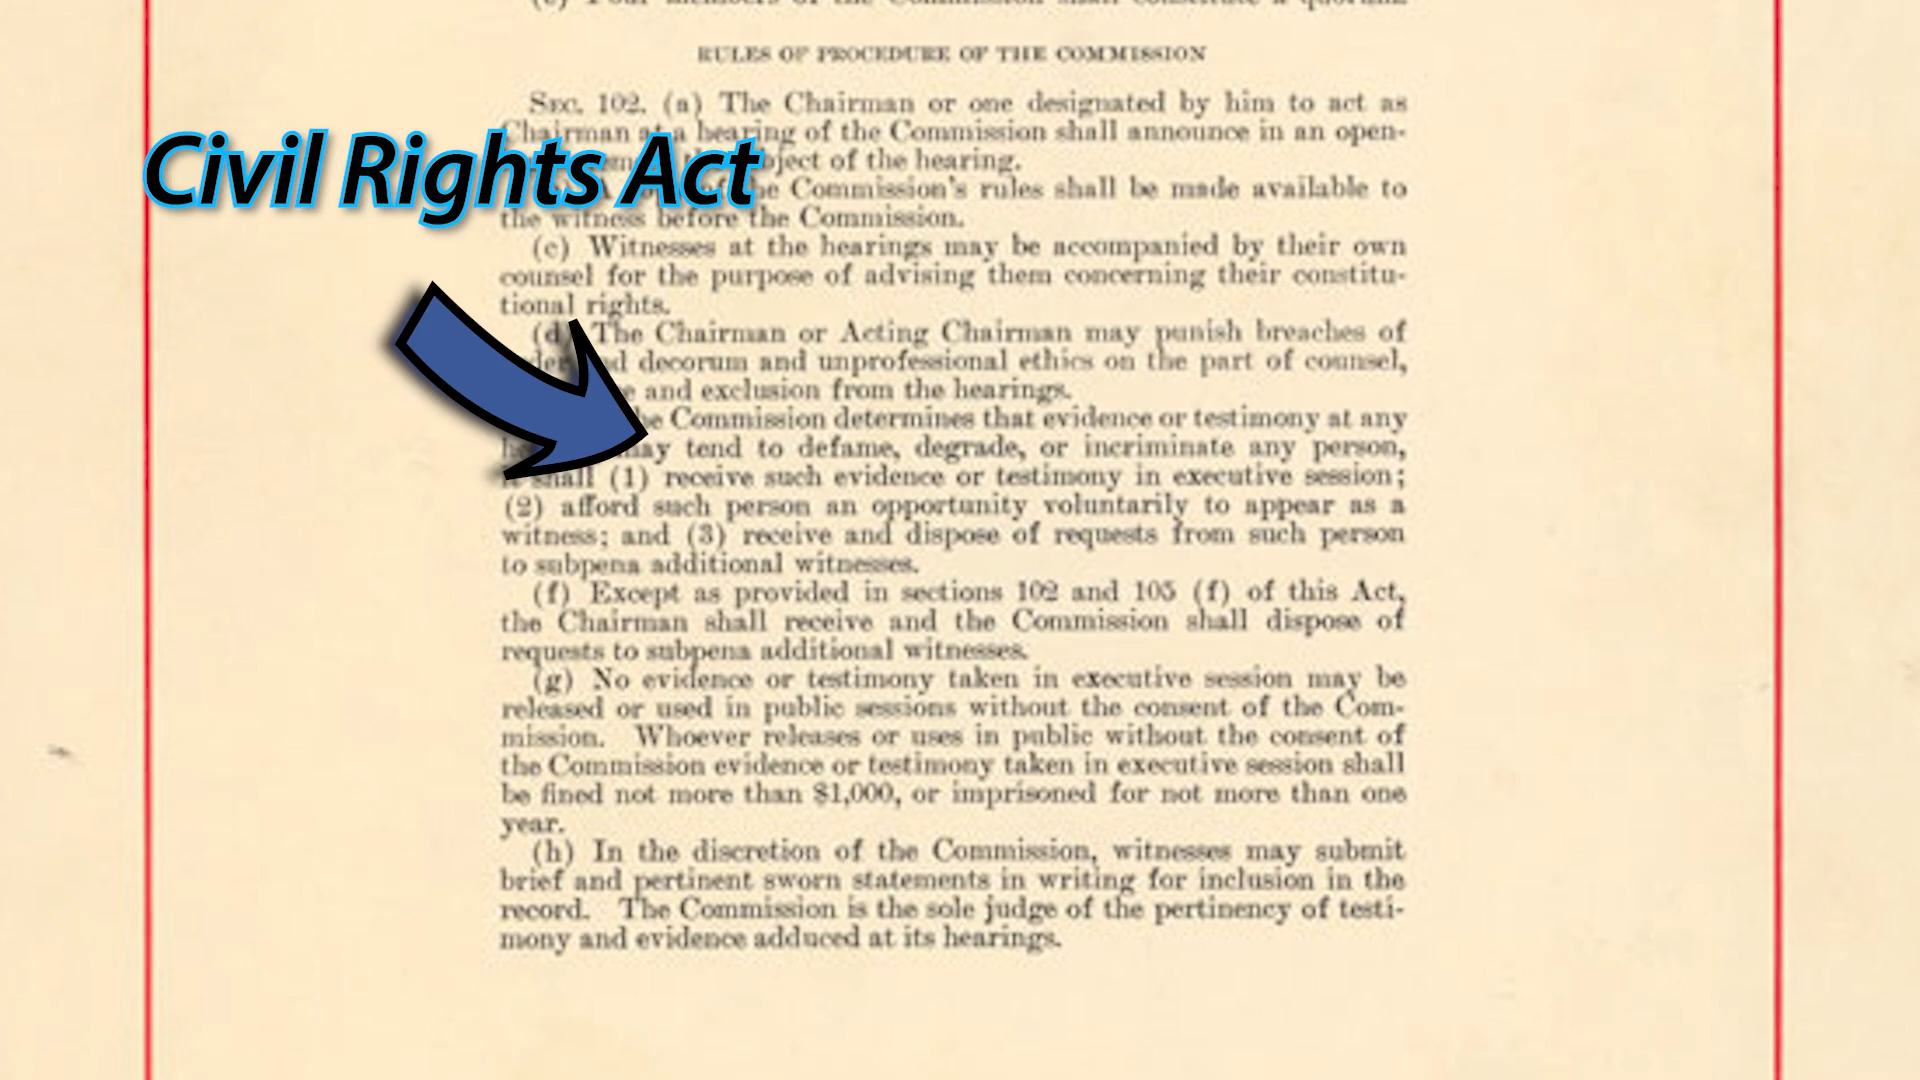 (e) Four members of the Commission shall constitute a quorum.
RULES OF PROCEDURE OF THE COMMISSION
SEC. 102. (a) The Chairman or one designated by him to act as
Chairman at a hearing of the Commission shall announce in an open-
ject of the hearing.
Civil Rights Act
the Commission's rules shall be made available to
the witness before the Commission.
(c) Witnesses at the hearings may be accompanied by their own
counsel for the purpose of advising them concerning their constitu-
tional rights.
(d) The Chairman or Acting Chairman may punish breaches of
decorum and unprofessional ethics on the part of counsel,
and exclusion from the hearings.
Commission determines that evidence or testimony at any
may tend to defame, degrade, or incriminate any person,
it shall (1) receive such evidence or testimony in executive session;
(2) afford such person an opportunity voluntarily to appear as a
witness; and (3) receive and dispose of requests from such person
to subpena additional witnesses.
(f) Except as provided in sections 102 and 105 (f) of this Act,
the Chairman shall receive and the Commission shall dispose of
requests to subpena additional witnesses.
(g) No evidence or testimony taken in executive session may be
released or used in public sessions without the consent of the Com-
mission. Whoever releases or uses in public without the consent of
the Commission evidence or testimony taken in executive session shall
be fined not more than $1,000, or imprisoned for not more than one
year.
(h) In the discretion of the Commission, witnesses may submit
brief and pertinent sworn statements in writing for inclusion in the
record. The Commission is the sole judge of the pertinency of testi-
mony and evidence adduced at its hearings.